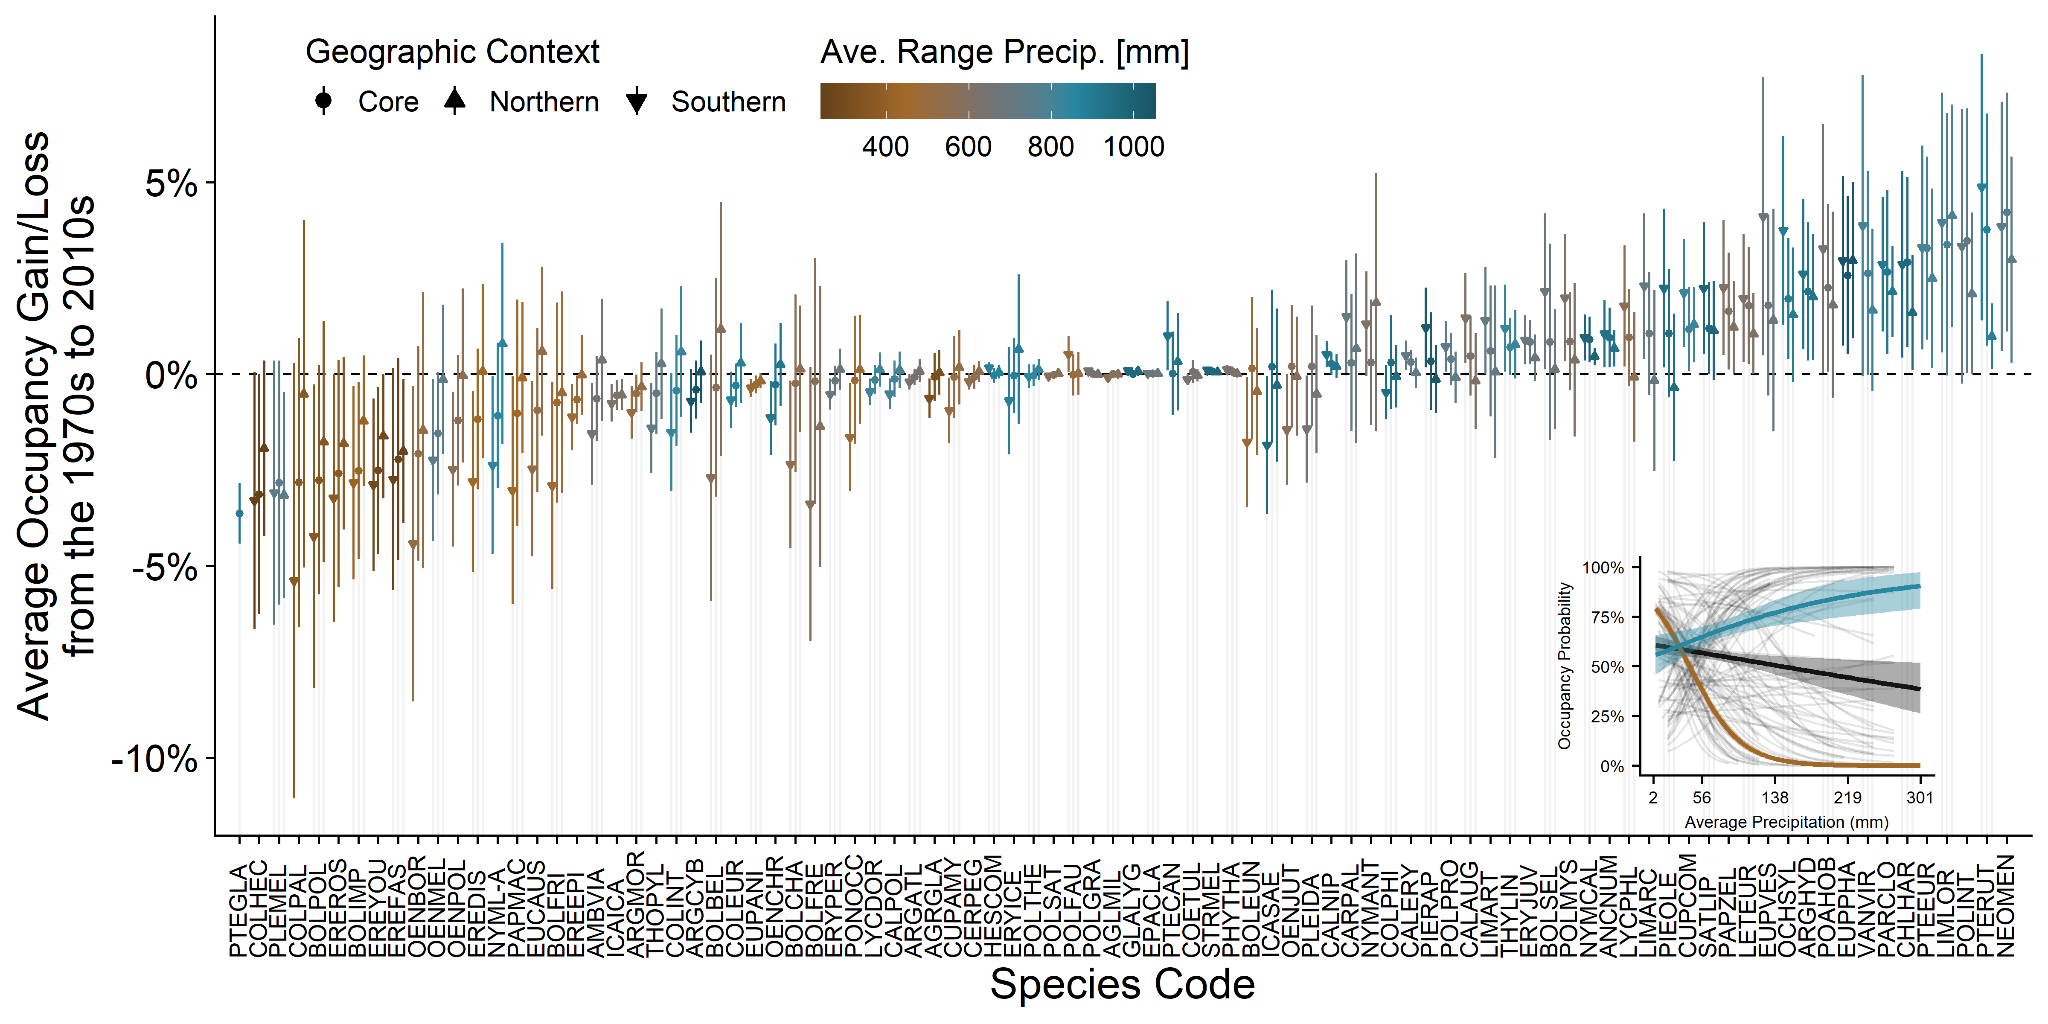 Geographic Context
Core
Northern
Southern
Ave. Range Precip. [mm]
400 600 800 1000
Average Occupancy Gain/Loss
from the 1970s to 2010s
5%
0%
-5%
-10%
PTEGLA
COLHEC
PLEMEL
COLPAL
BOLPOL
EREROS
BOLIMP
EREYOU
EREFAS
OENBOR
OENMEL
OENPOL
EREDIS
NYML-A
PAPMAC
EUCAUS
BOLFRI
EREEPI
AMBVIA
ICAICA
ARGMOR
THOPYL
COLINT
ARGCYB
BOLBEL
COLEUR
EUPANI
OENCHR
BOLCHA
BOLFRE
ERYPER
PONOCC
LYCDOR
CALPOL
ARGATL
AGRGLA
CUPAMY
CERPEG
HESCOM
ERYICE
POLTHE
POLSAT
POLFAU
POLGRA
AGLMIL
GLALYG
EPACLA
PTECAN
COETUL
STRMEL
PHYTHA
BOLEUN
ICASAE
OENJUT
PLEIDA
CALNIP
CARPAL
NYMANT
COLPHI
CALERY
PIERAP
POLPRO
CALAUG
LIMART
THYLIN
ERYJUV
BOLSEL
POLMYS
NYMCAL
ANCNUM
LYCPHL
LIMARC
PIEOLE
CUPCOM
SATLIP
PAPZEL
LETEUR
EUPVES
OCHSYL
ARGHYD
POAHOB
EUPPHA
VANVIR
PARCLO
CHLHAR
PTEEUR
LIMLOR
POLINT
PTERUT
NEOMEN
Species Code
Occupancy Probability
100%
75%
50%
25%
0%
2 56 138 219 301
Average Precipitation (mm)